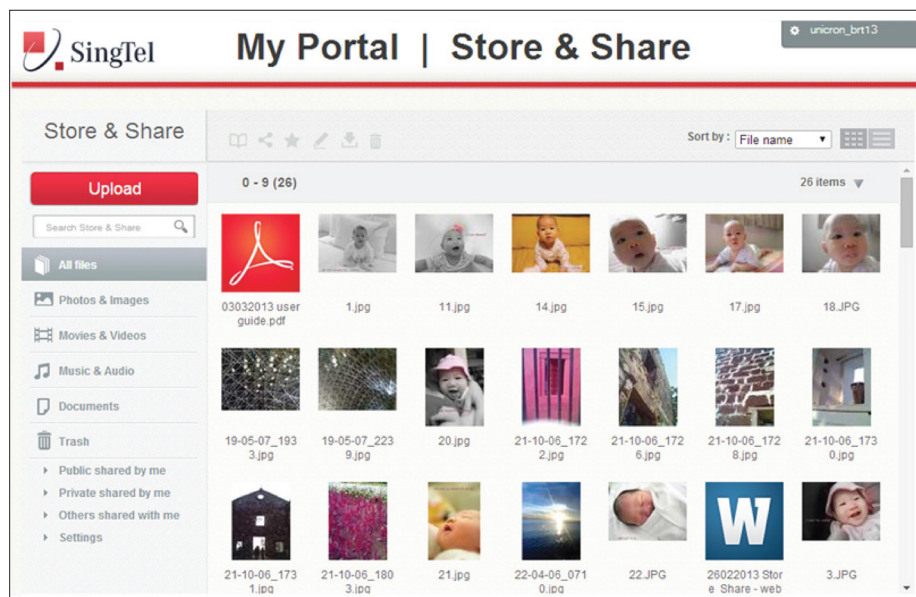 SingTel
My Portal | Store & Share
unicron_brt13
Store & Share
Sort by :
File name
Upload
0 - 9 (26)
26 items
Search Store & Share
All files
Photos & Images
Movies & Videos
Music & Audio
Documents
Trash
Public shared by me
Private shared by me
Others shared with me
Settings
03032013 user
guide.pdf
1.jpg
11.jpg
14.jpg
15.jpg
17.jpg
18.JPG
19-05-07_193
3.jpg
19-05-07_223
9.jpg
20.jpg
21-10-06_172
2.jpg
21-10-06_172
6.jpg
21-10-06_172
8.jpg
21-10-06_173
0.jpg
W
21-10-06_173
1.jpg
21-10-06_180
3.jpg
21.jpg
22-04-06_071
0.jpg
22.JPG
26022013 Stor
e Share - web
3.JPG